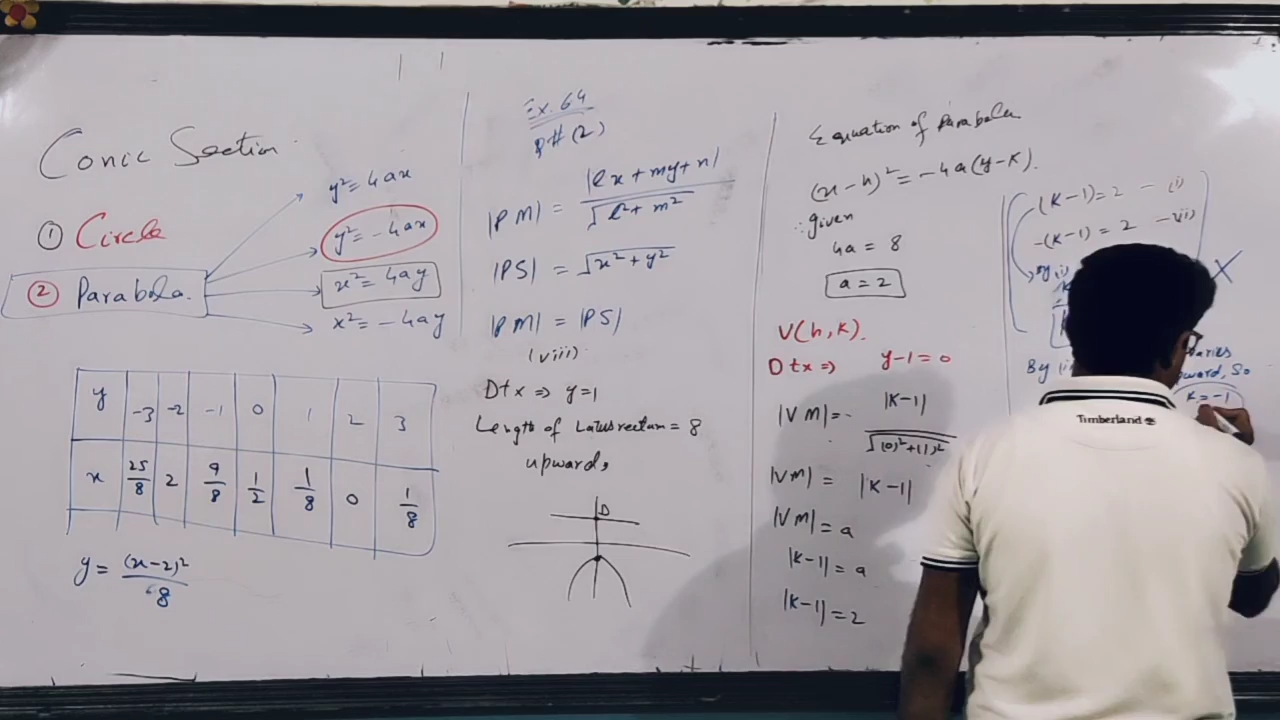 Conic Section.
① Circle
② Parabola.
y² = 4ax
y² = -4ax
x² = 4ay
x² = -4ay
y -3 -2 -1 0 1 2 3
x 25/8 2 9/8 1/2 1/8 0 1/8
y = (x-2)²/8
Ex. 64
Q#(2)
|PM| = |lx + my + n| / √(l² + m²)
|PS| = √(x² + y²)
|PM| = |PS|
(viii)
Dtx ⇒ y=1
Length of Latusrectum = 8
upward,
D
Equation of Parabola
(x-h)² = -4a(y-k).
∴ given
4a = 8
a = 2
V(h,k).
Dtx ⇒ y-1=0
|VM| = |K-1| / √((0)²+(1)²)
|VM| = |K-1|
|VM| = a
|K-1| = a
|K-1| = 2
(K-1) = 2 - (i)
-(K-1) = 2 - (ii)
By (i)
By
So
K=-1
Timberland